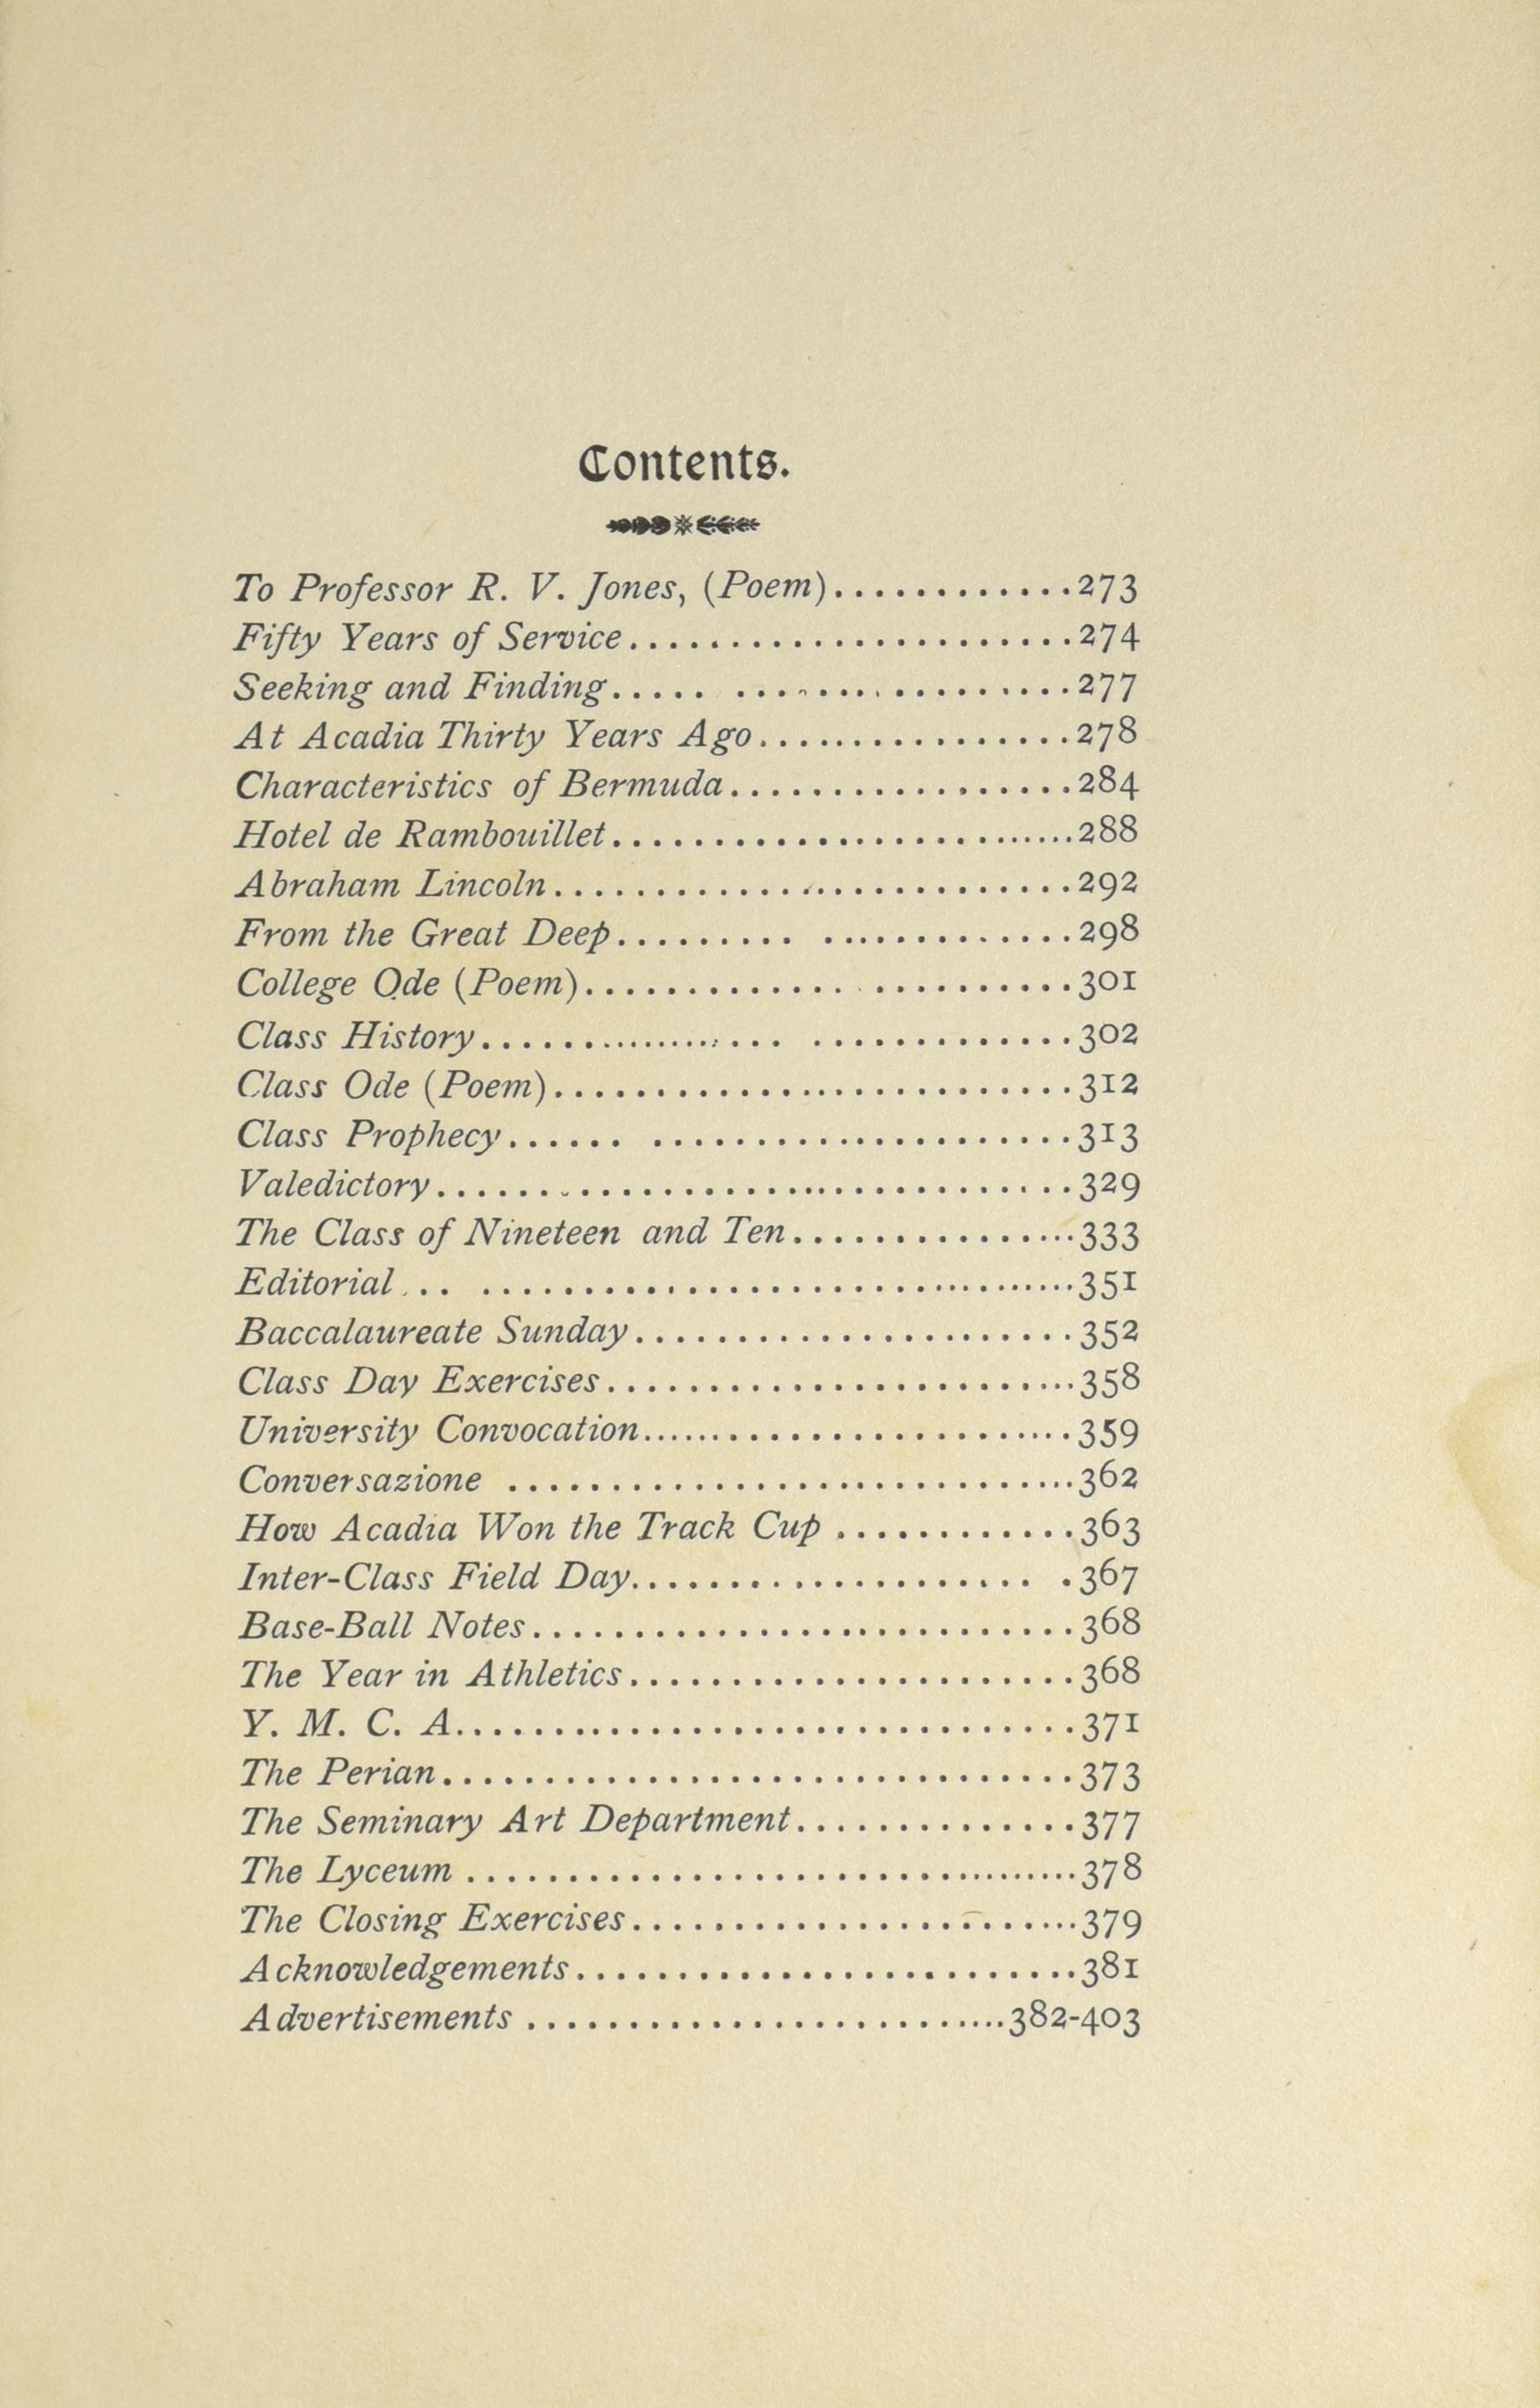 Contents.
To Professor R. V. Jones, (Poem)............273
Fifty Years of Service......................274
Seeking and Finding..... .................277
At Acadia Thirty Years Ago................278
Characteristics of Bermuda.................284
Hotel de Rambouillet.......................288
Abraham Lincoln..........................292
From the Great Deep......... .............298
College Ode (Poem)............. ..........301
Class History................ .............302
Class Ode (Poem)..........................312
Class Prophecy...... .....................313
Valedictory................................329
The Class of Nineteen and Ten..............333
Editorial... ..............................351
Baccalaureate Sunday......................352
Class Day Exercises........................358
University Convocation......................359
Conversazione ............................362
How Acadia Won the Track Cup ............363
Inter-Class Field Day.................... .367
Base-Ball Notes...........................368
The Year in Athletics......................368
Y. M. C. A...............................371
The Perian...............................373
The Seminary Art Department..............377
The Lyceum ...............................378
The Closing Exercises......................379
Acknowledgements.........................381
Advertisements .........................382-403